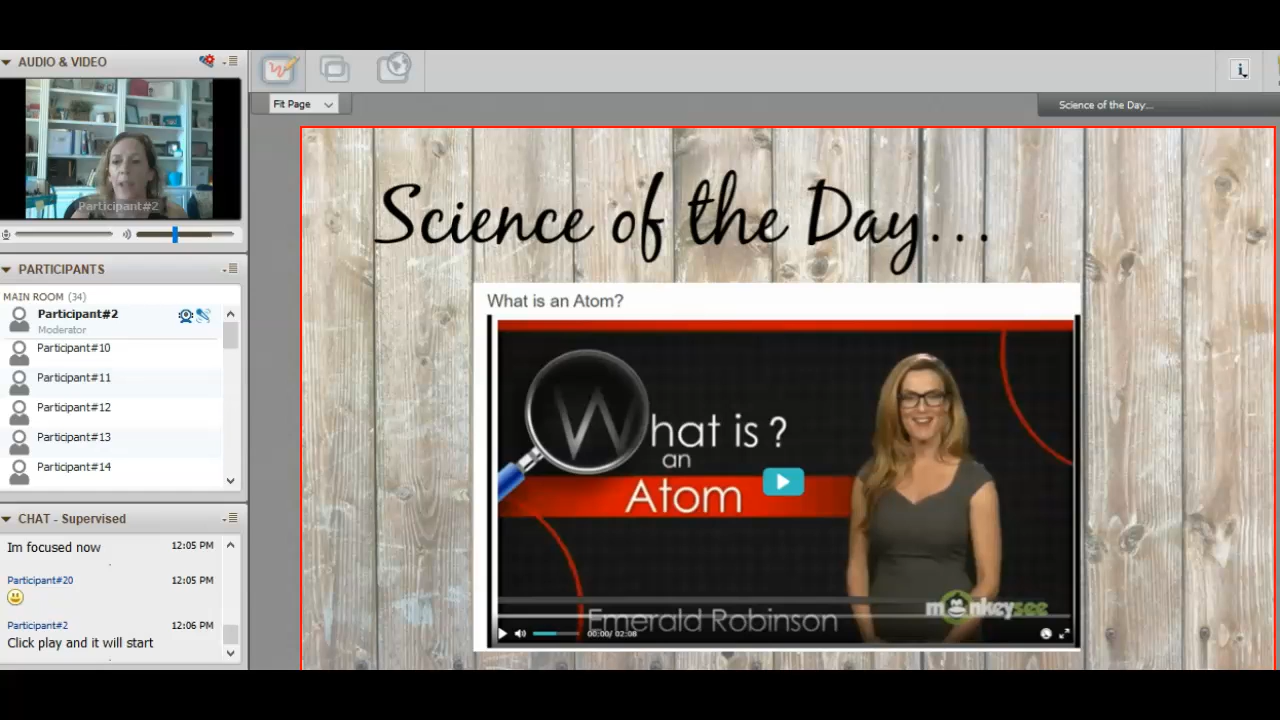 AUDIO & VIDEO
Participant#2
PARTICIPANTS
MAIN ROOM (34)
Participant#2
Moderator
Participant#10
Participant#11
Participant#12
Participant#13
Participant#14
CHAT - Supervised
Im focused now 12:05 PM
Participant#20 12:05 PM
Participant#2 12:06 PM
Click play and it will start
Fit Page
Science of the Day...
Science of the Day...
What is an Atom?
What is ?
an
Atom
monkeysee
Emerald Robinson
00:00/ 02:08